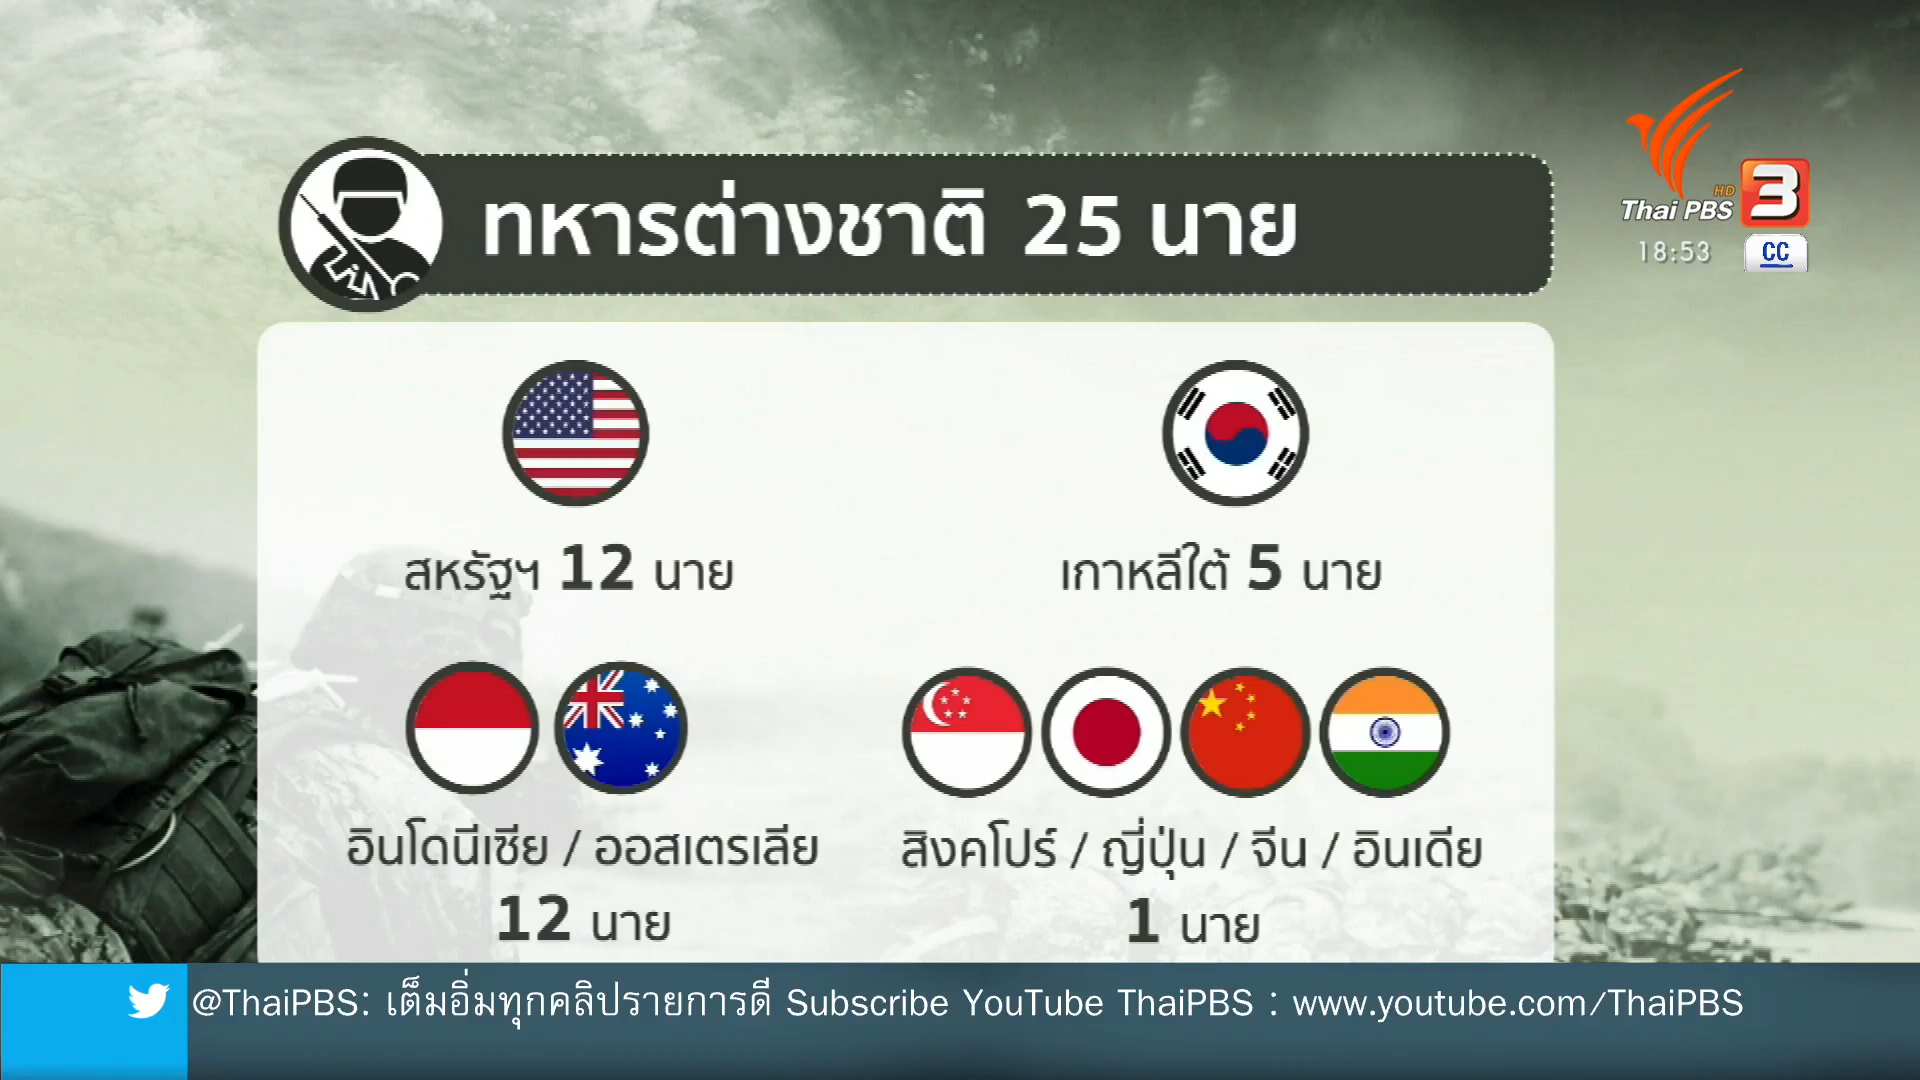 ทหารต่างชาติ 25 นาย
HD
Thai PBS 3
18:53 CC
สหรัฐฯ 12 นาย
เกาหลีใต้ 5 นาย
อินโดนีเซีย / ออสเตรเลีย
12 นาย
สิงคโปร์ / ญี่ปุ่น / จีน / อินเดีย
1 นาย
@ThaiPBS: เต็มอิ่มทุกคลิปรายการดี Subscribe YouTube ThaiPBS : www.youtube.com/ThaiPBS